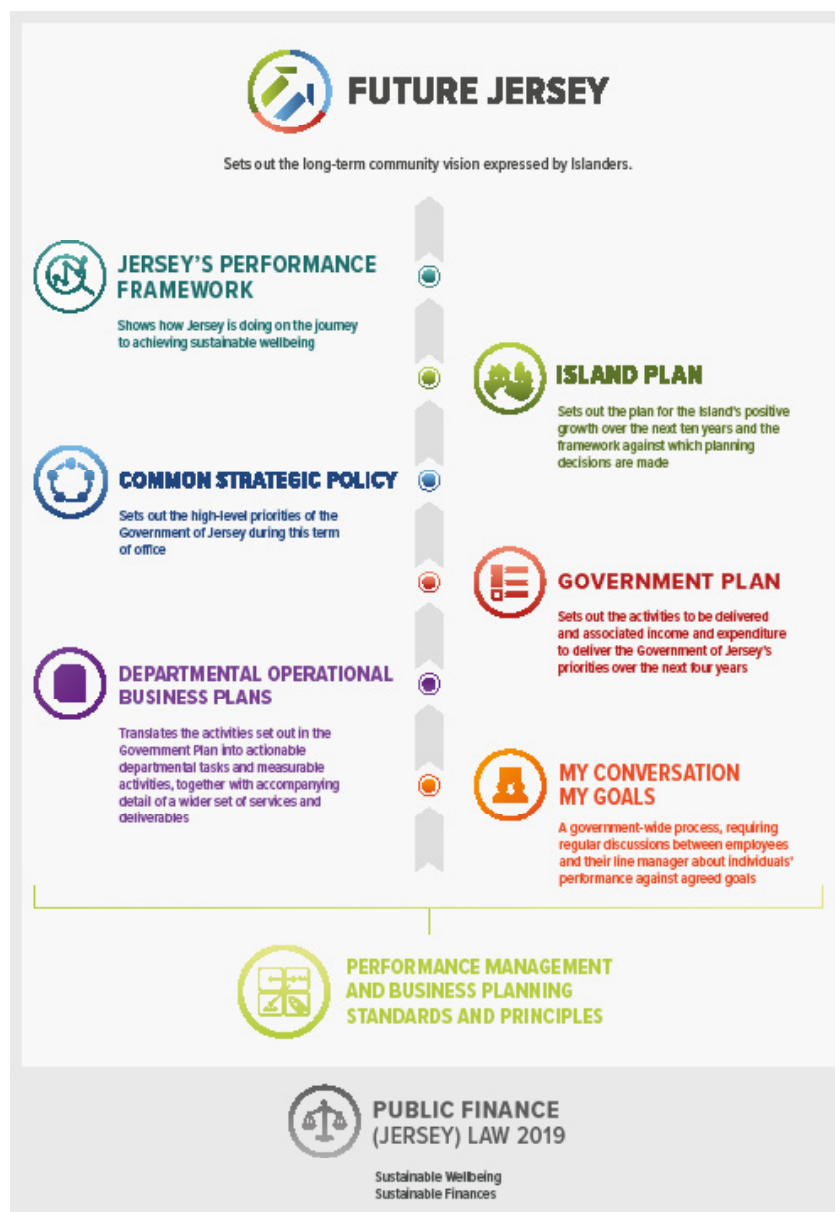 FUTURE JERSEY
Sets out the long-term community vision expressed by Islanders.
JERSEY'S PERFORMANCE
FRAMEWORK
Shows how Jersey is doing on the journey
to achieving sustainable wellbeing
ISLAND PLAN
Sets out the plan for the Island's positive
growth over the next ten years and the
framework against which planning
decisions are made
COMMON STRATEGIC POLICY
Sets out the high-level priorities of the
Government of Jersey during this term
of office
GOVERNMENT PLAN
Sets out the activities to be delivered
and associated income and expenditure
to deliver the Government of Jersey's
priorities over the next four years
DEPARTMENTAL OPERATIONAL
BUSINESS PLANS
Translates the activities set out in the
Government Plan into actionable
departmental tasks and measurable
activities, together with accompanying
detail of a wider set of services and
deliverables
MY CONVERSATION
MY GOALS
A government-wide process, requiring
regular discussions between employees
and their line manager about individuals'
performance against agreed goals
PERFORMANCE MANAGEMENT
AND BUSINESS PLANNING
STANDARDS AND PRINCIPLES
PUBLIC FINANCE
(JERSEY) LAW 2019
Sustainable Wellbeing
Sustainable Finances